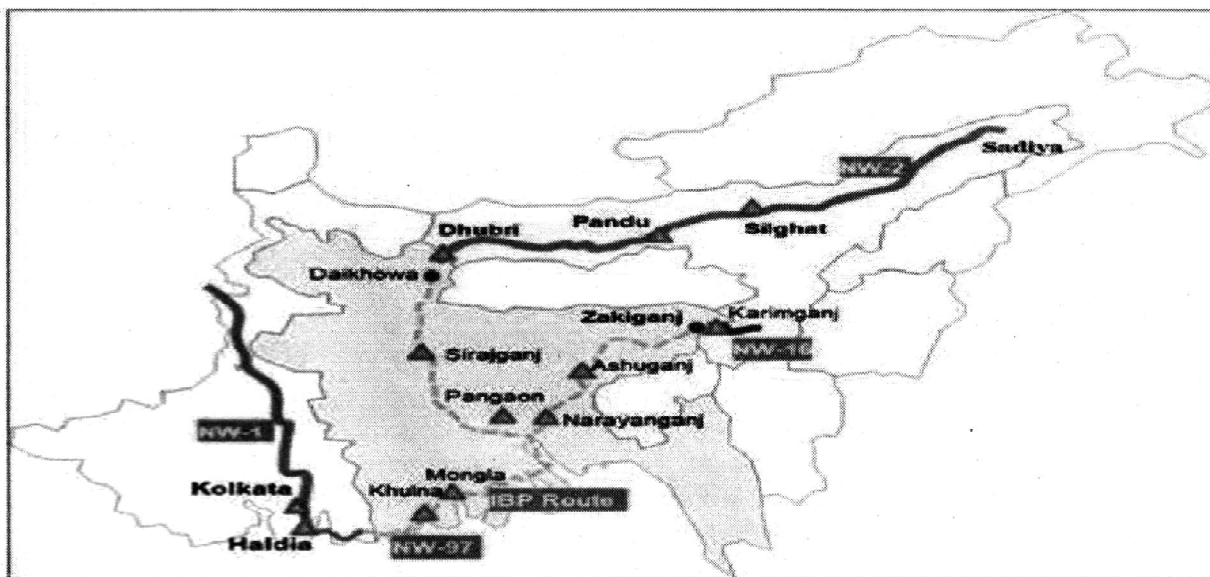 Sadiya
NW-2
Pandu
Silghat
Dhubri
Daikhowa
Zakiganj
Karimganj
NW-16
Sirajganj
Ashuganj
Pangaon
Narayanganj
NW-1
Mongla
Kolkata
Khulna
IBP Route
Haldia
NW-97